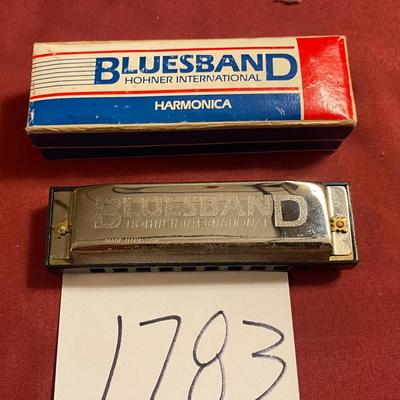 BLUESBAND
HOHNER INTERNATIONAL
HARMONICA
BLUESBAND
HOHNER INTERNATIONAL
1783